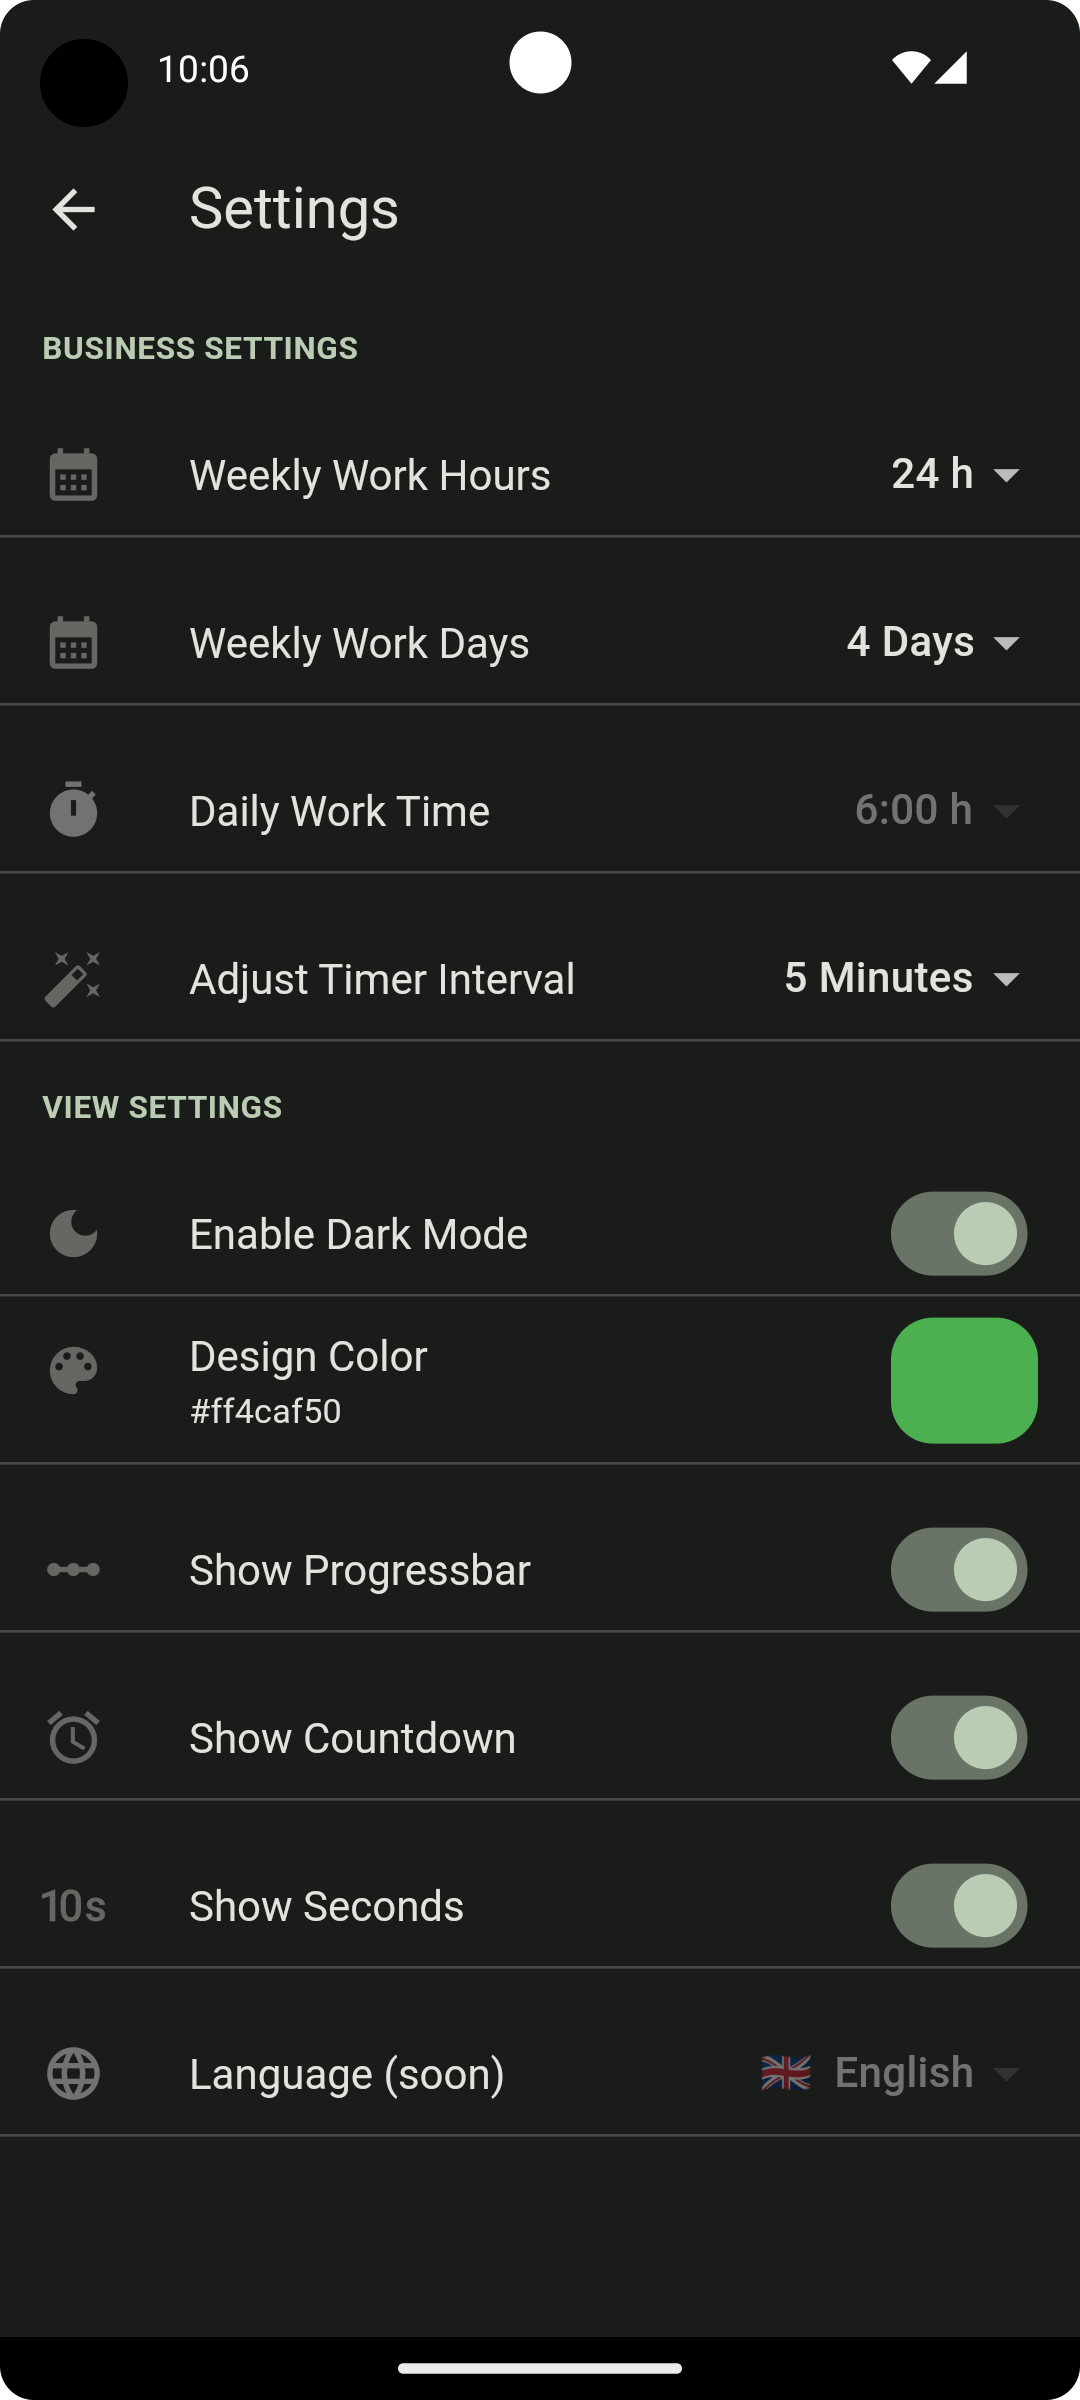 10:06
Settings
BUSINESS SETTINGS
Weekly Work Hours
24 h
Weekly Work Days
4 Days
Daily Work Time
6:00 h
Adjust Timer Interval
5 Minutes
VIEW SETTINGS
Enable Dark Mode
Design Color
#ff4caf50
Show Progressbar
Show Countdown
10s
Show Seconds
Language (soon)
English